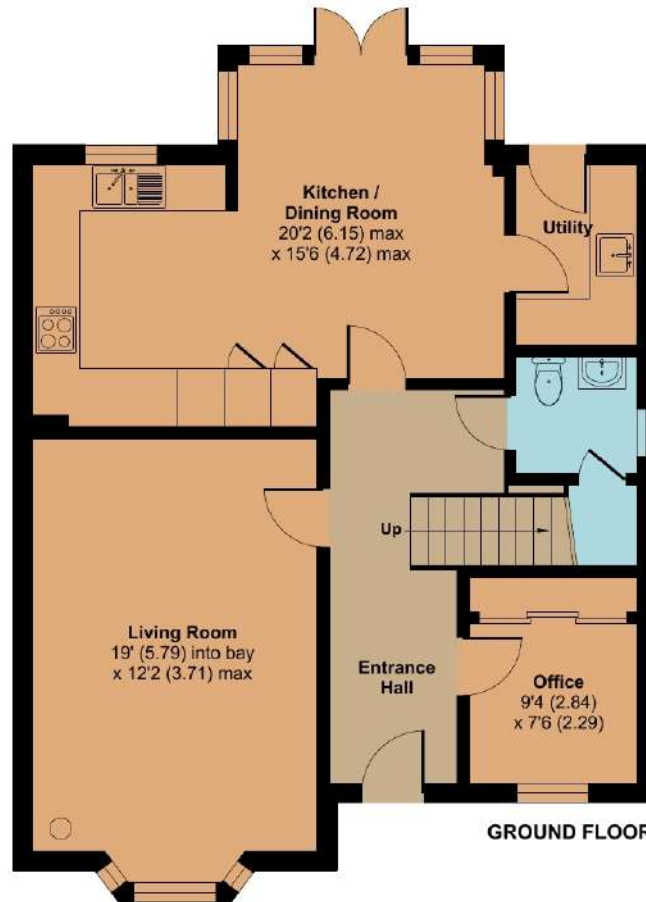 Kitchen /
Dining Room
20'2 (6.15) max
x 15'6 (4.72) max
Utility
Up
Living Room
19' (5.79) into bay
x 12'2 (3.71) max
Entrance
Hall
Office
9'4 (2.84)
x 7'6 (2.29)
GROUND FLOOR